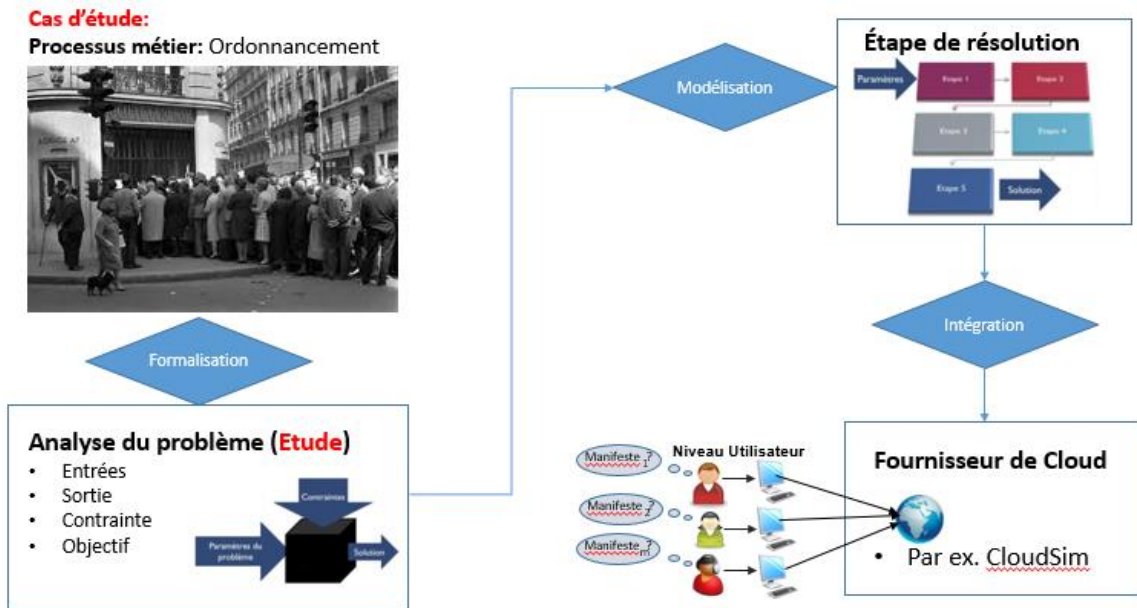 Cas d'étude:
Processus métier: Ordonnancement
Formalisation
Analyse du problème (Etude)
• Entrées
• Sortie
• Contrainte
• Objectif
Contraintes
Paramètres du
problème
Solution
Modélisation
Étape de résolution
Paramètres
Etape 1
Etape 2
Etape 3
Etape 4
Etape 5
Solution
Intégration
Niveau Utilisateur
Manifeste 1?
Manifeste 2?
Manifeste m?
Fournisseur de Cloud
• Par ex. CloudSim